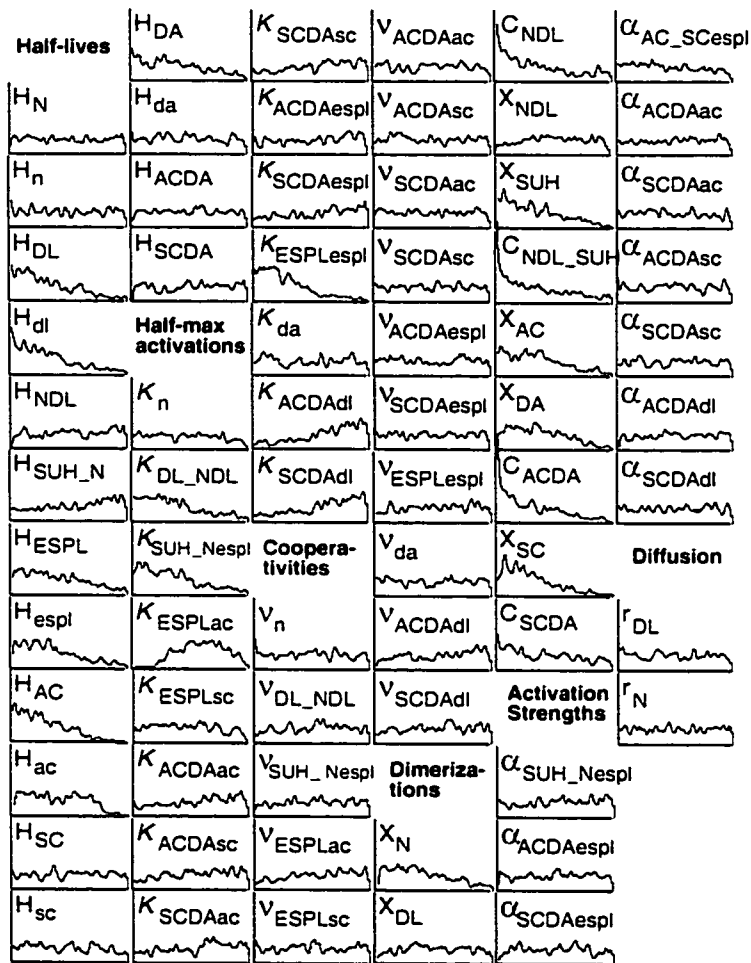 Half-lives
H_N
H_n
H_DL
H_dl
H_NDL
H_SUH_N
H_ESPL
H_espl
H_AC
H_ac
H_SC
H_sc
H_DA
H_da
H_ACDA
H_SCDA
Half-max
activations
K_n
K_DL_NDL
K_SUH_Nespl
K_ESPLac
K_ESPLsc
K_ACDAac
K_ACDAsc
K_SCDAac
K_SCDAsc
K_ACDAespl
K_SCDAespl
K_ESPLespl
K_da
K_ACDAdl
K_SCDAdl
Coopera-
tivities
ν_n
ν_DL_NDL
ν_SUH_Nespl
ν_ESPLac
ν_ESPLsc
ν_ACDAac
ν_ACDAsc
ν_SCDAac
ν_SCDAsc
ν_ACDAespl
ν_SCDAespl
ν_ESPLespl
ν_da
ν_ACDAdl
ν_SCDAdl
Dimeriza-
tions
X_N
X_DL
C_NDL
X_NDL
X_SUH
C_NDL_SUH
X_AC
X_DA
C_ACDA
X_SC
C_SCDA
Activation
Strengths
α_SUH_Nespl
α_ACDAespl
α_SCDAespl
α_AC_SCespl
α_ACDAac
α_SCDAac
α_ACDAsc
α_SCDAsc
α_ACDAdl
α_SCDAdl
Diffusion
r_DL
r_N